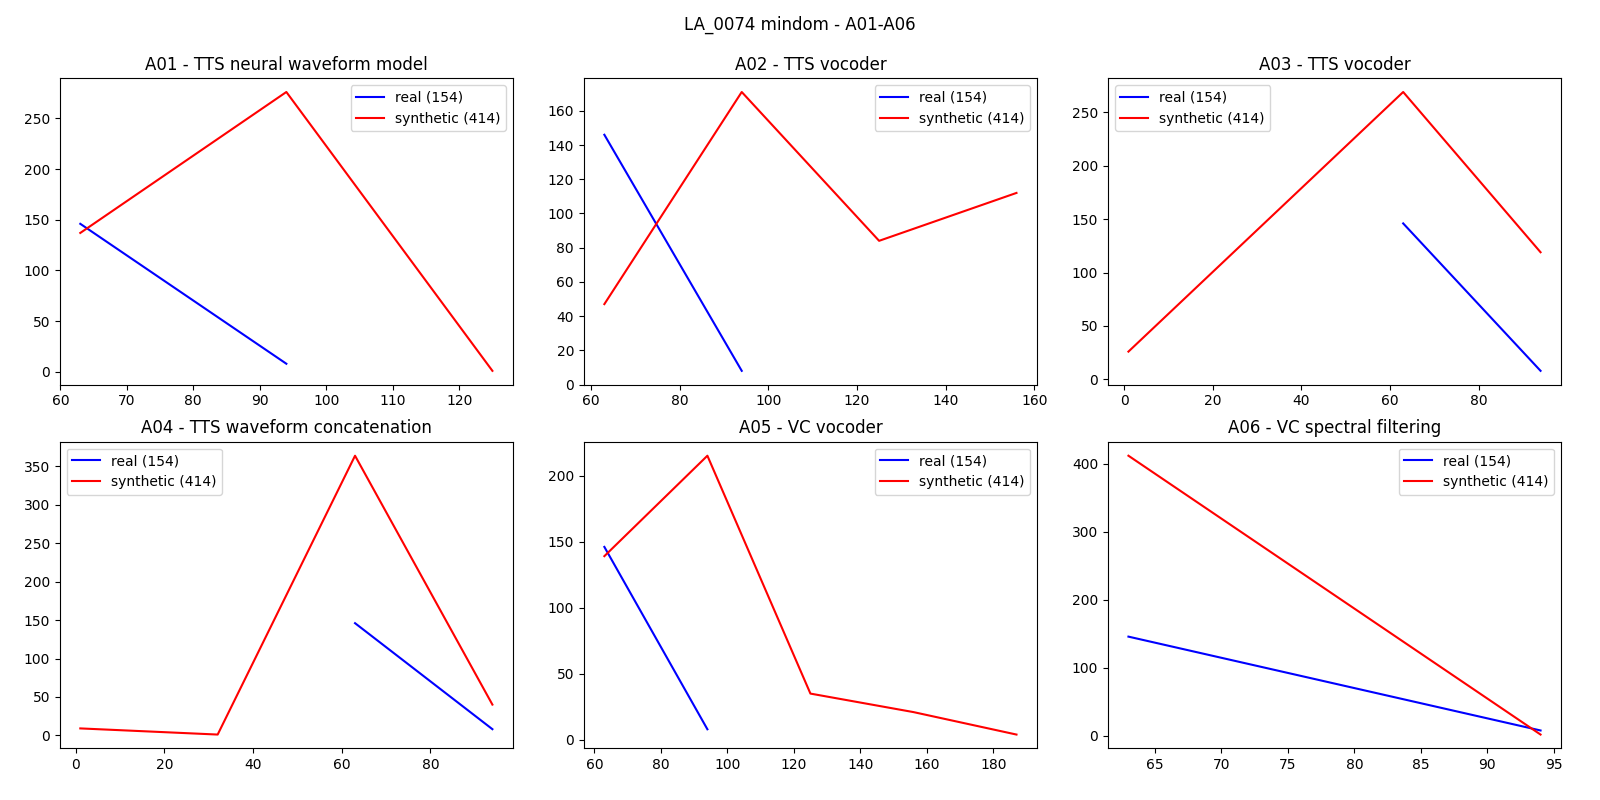 LA_0074 mindom - A01-A06
A01 - TTS neural waveform model
real (154)
synthetic (414)
250
200
150
100
50
0
60 70 80 90 100 110 120
A02 - TTS vocoder
real (154)
synthetic (414)
160
140
120
100
80
60
40
20
0
60 80 100 120 140 160
A03 - TTS vocoder
real (154)
synthetic (414)
250
200
150
100
50
0
0 20 40 60 80
A04 - TTS waveform concatenation
real (154)
synthetic (414)
350
300
250
200
150
100
50
0
0 20 40 60 80
A05 - VC vocoder
real (154)
synthetic (414)
200
150
100
50
0
60 80 100 120 140 160 180
A06 - VC spectral filtering
real (154)
synthetic (414)
400
300
200
100
0
65 70 75 80 85 90 95